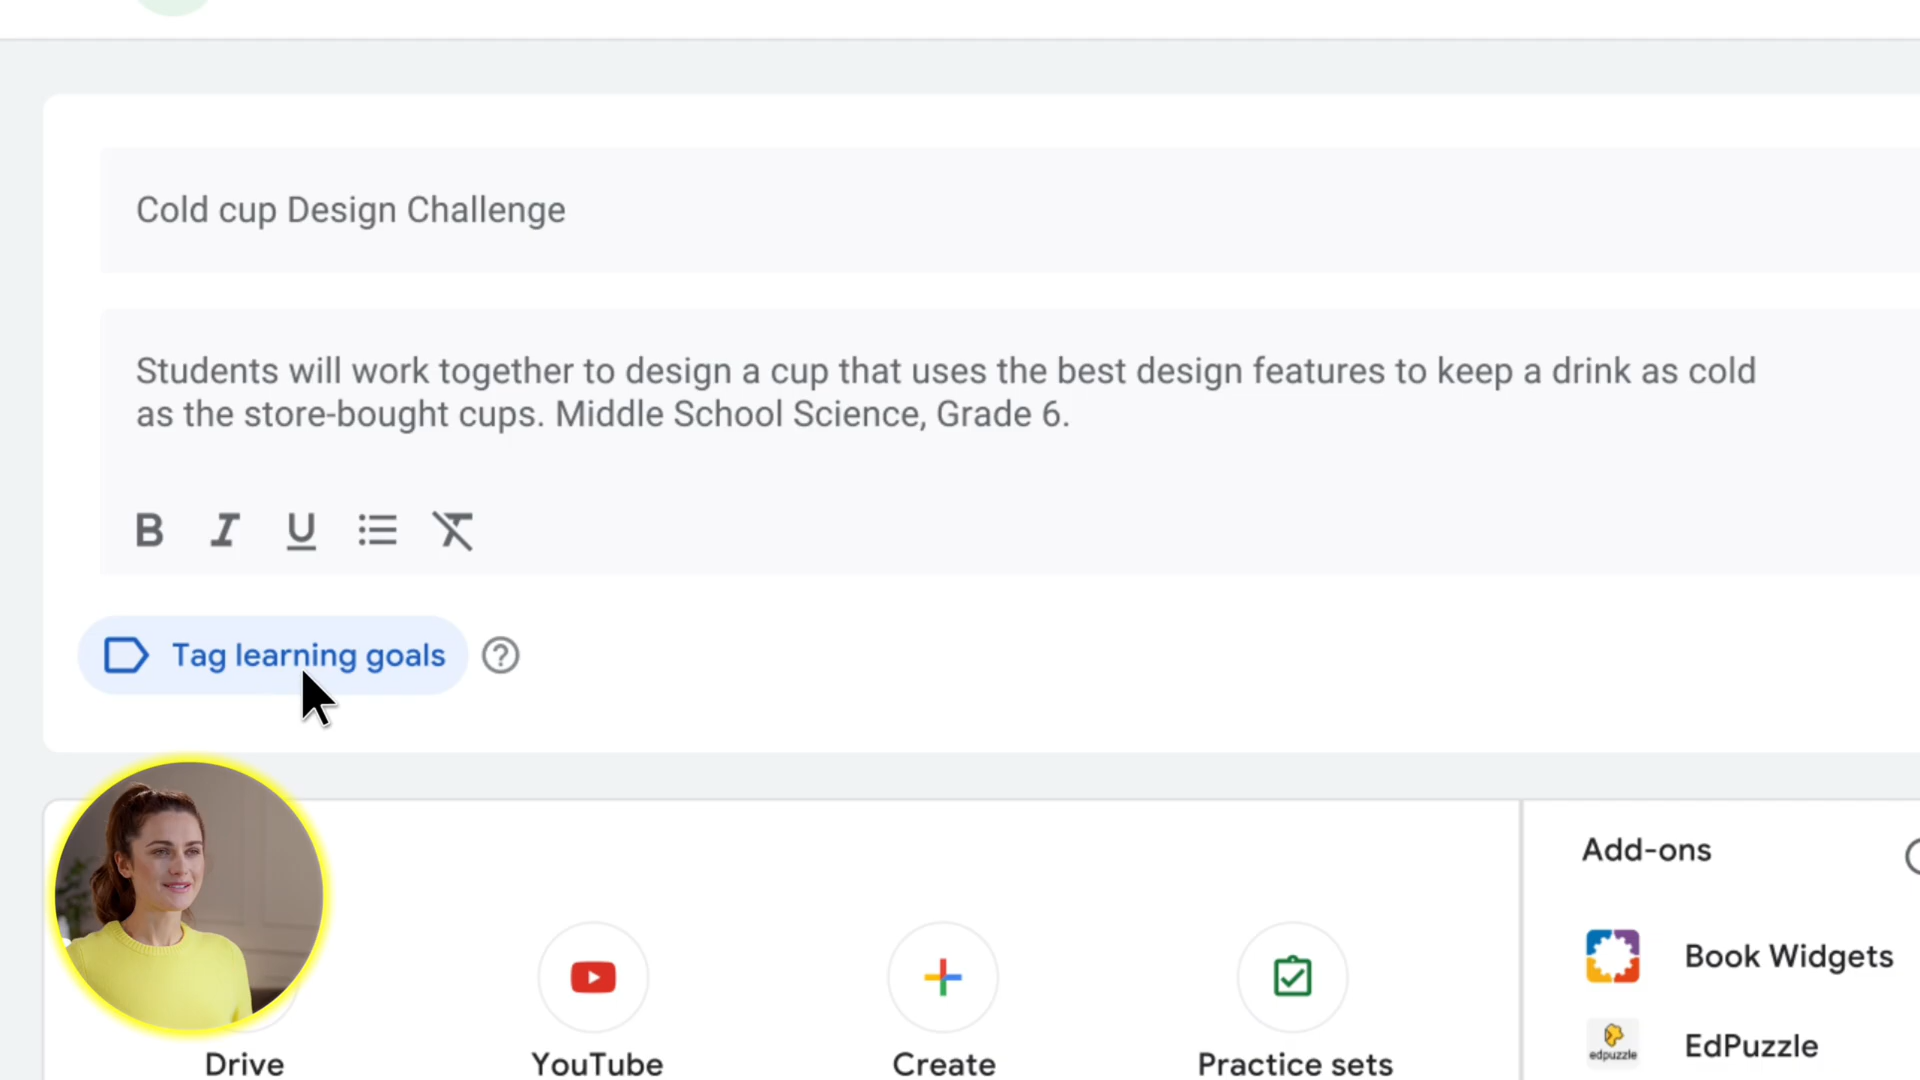 Cold cup Design Challenge
Students will work together to design a cup that uses the best design features to keep a drink as cold
as the store-bought cups. Middle School Science, Grade 6.
B I U
Tag learning goals ?
Add-ons
Book Widgets
edpuzzle EdPuzzle
Drive YouTube Create Practice sets